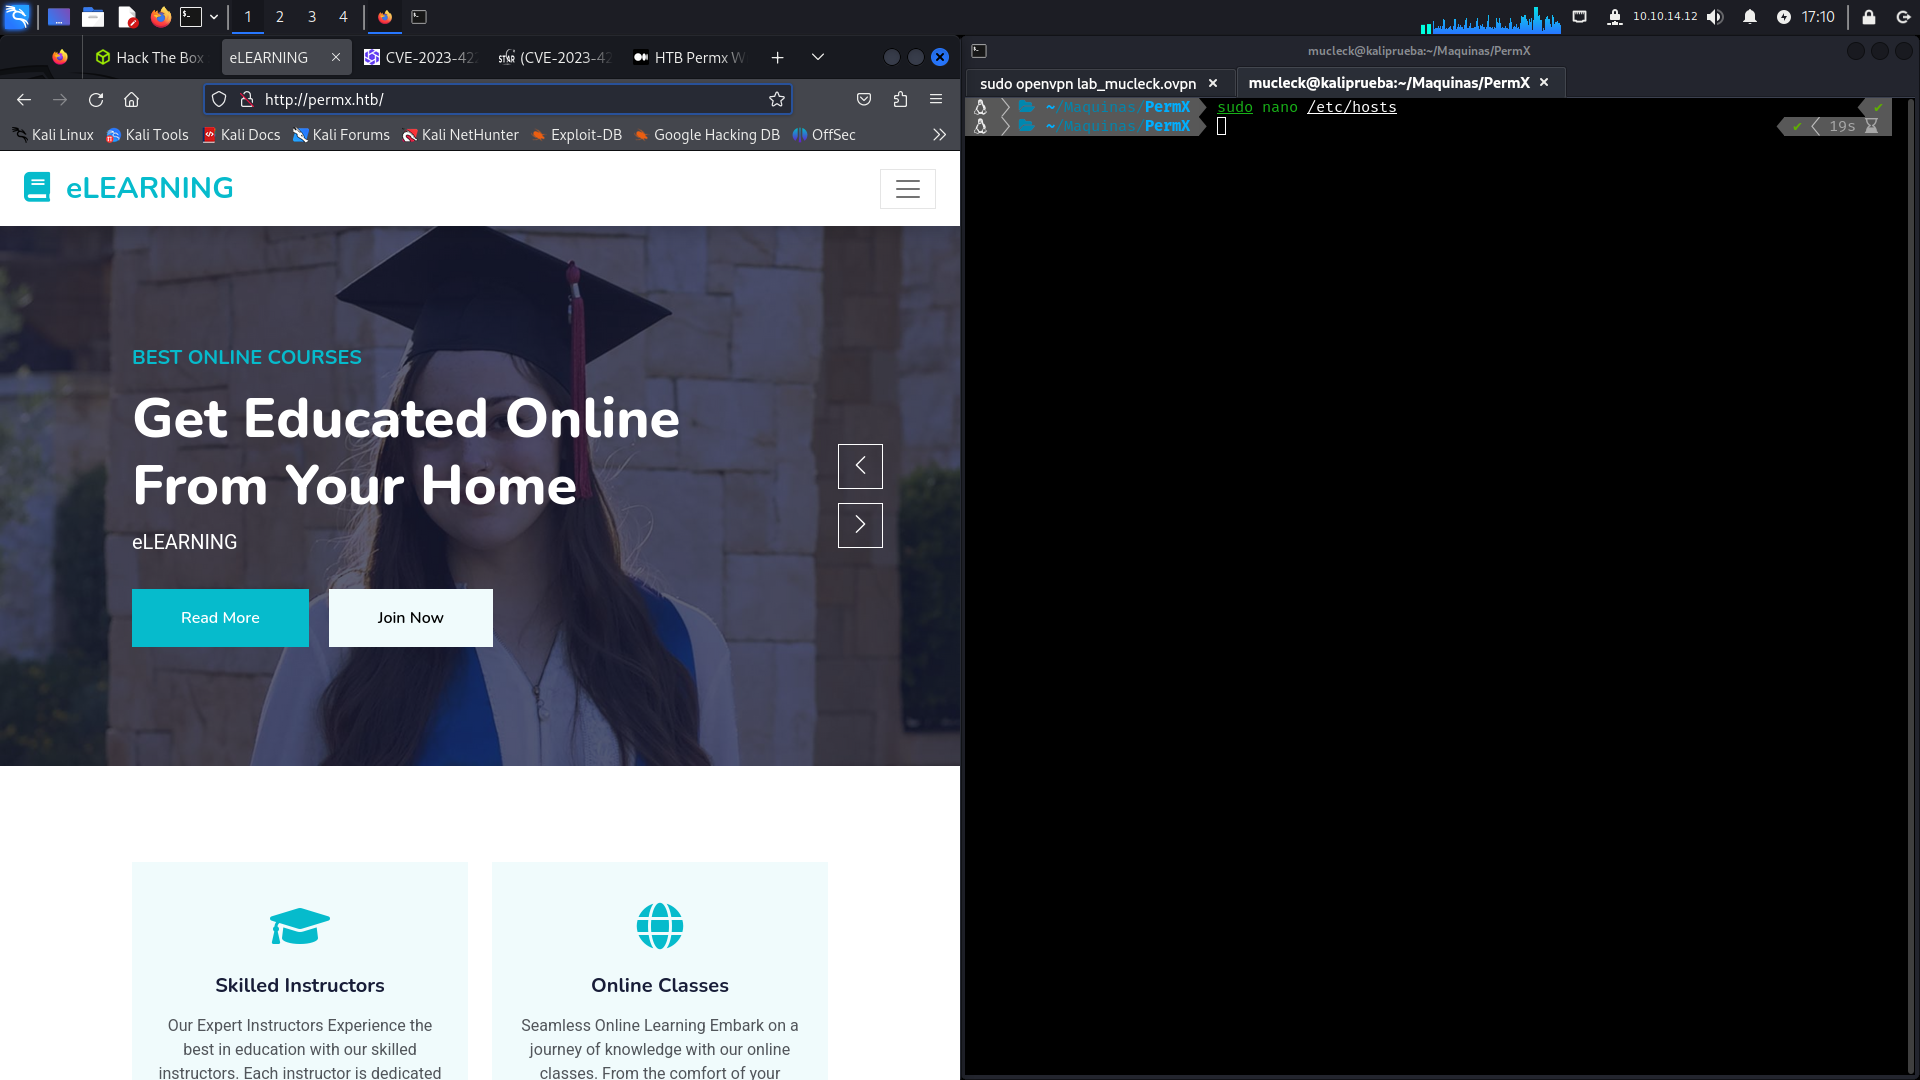 1 2 3 4
10.10.14.12 17:10
Hack The Box
eLEARNING
CVE-2023-42
(CVE-2023-42
HTB Permx W
http://permx.htb/
Kali Linux Kali Tools Kali Docs Kali Forums Kali NetHunter Exploit-DB Google Hacking DB OffSec
eLEARNING
BEST ONLINE COURSES
Get Educated Online
From Your Home
eLEARNING
Read More Join Now
Skilled Instructors
Our Expert Instructors Experience the
best in education with our skilled
instructors. Each instructor is dedicated
Online Classes
Seamless Online Learning Embark on a
journey of knowledge with our online
classes. From the comfort of your
mucleck@kaliprueba:~/Maquinas/PermX
sudo openvpn lab_mucleck.ovpn
mucleck@kaliprueba:~/Maquinas/PermX
~/Maquinas/PermX sudo nano /etc/hosts
~/Maquinas/PermX 19s